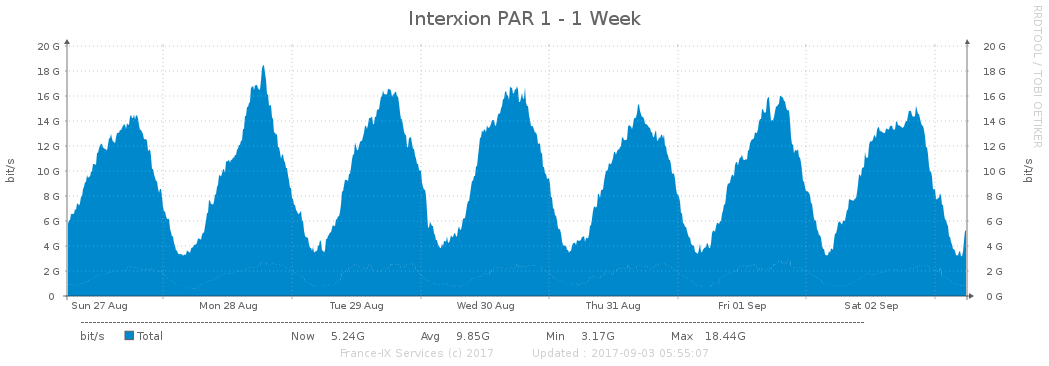 Interxion PAR 1 - 1 Week
RRDTOOL / TOBI OETIKER
20 G 20 G
18 G 18 G
16 G 16 G
14 G 14 G
12 G 12 G
10 G 10 G
8 G 8 G
6 G 6 G
4 G 4 G
2 G 2 G
0 0 G
bit/s
bit/s
Sun 27 Aug Mon 28 Aug Tue 29 Aug Wed 30 Aug Thu 31 Aug Fri 01 Sep Sat 02 Sep
bit/s Total Now 5.24G Avg 9.85G Min 3.17G Max 18.44G
France-IX Services (c) 2017 Updated : 2017-09-03 05:55:07